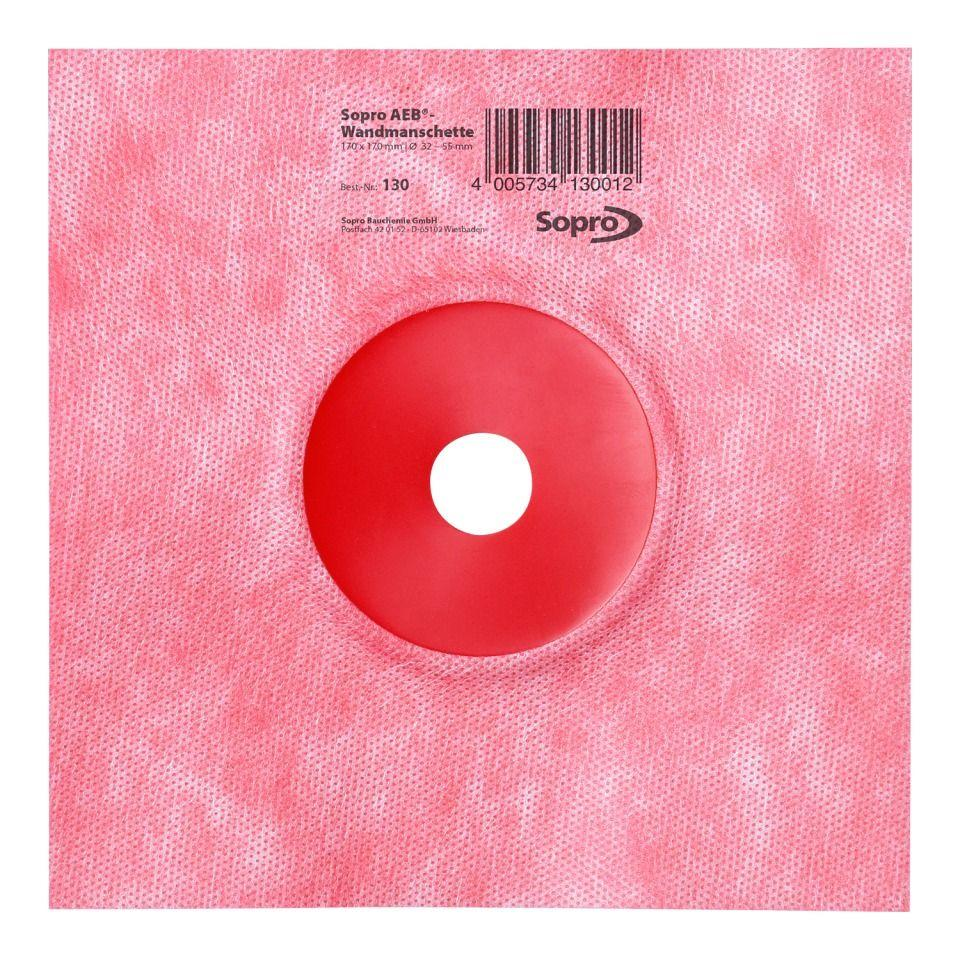 Sopro AEB®-
Wandmanschette
170 x 170 mm | Ø 32 – 55 mm
Best.-Nr.: 130
4 005734 130012
Sopro Bauchemie GmbH
Postfach 42 01 52 · D-65102 Wiesbaden
Sopro